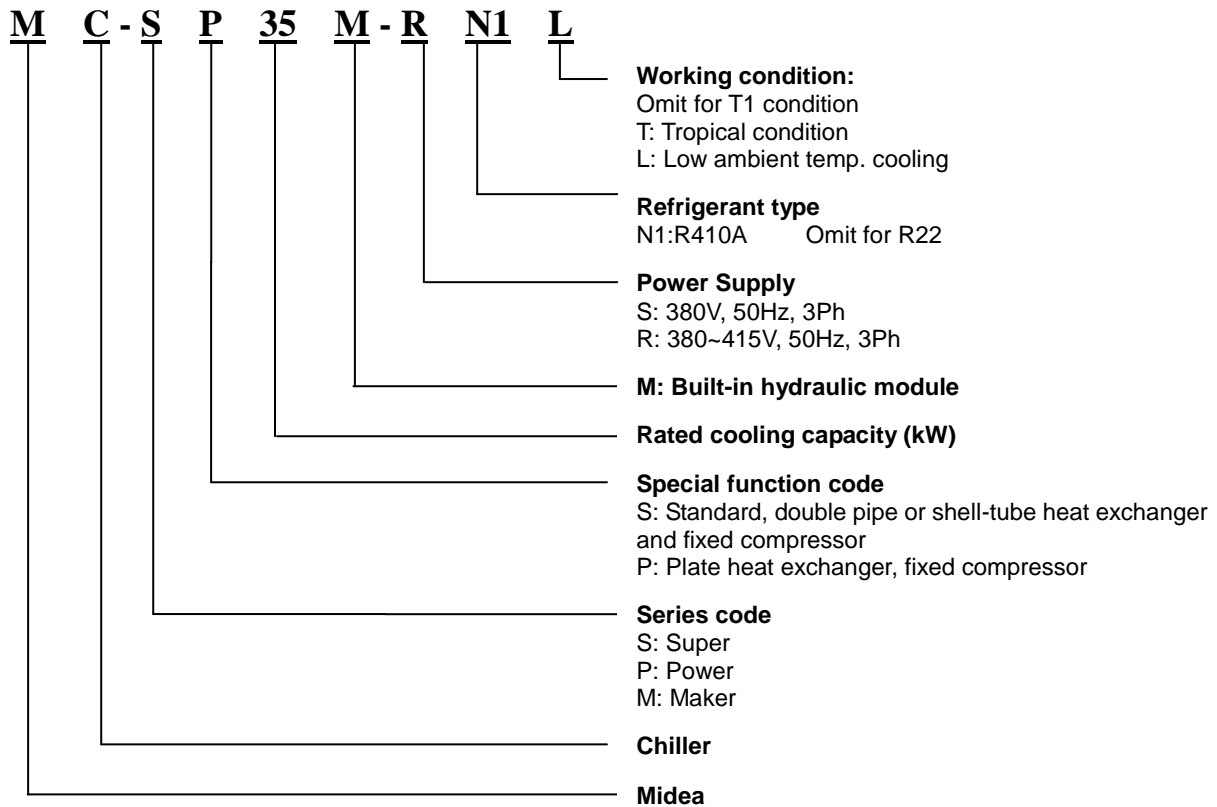 M C - S P 35 M - R N1 L
Working condition:
Omit for T1 condition
T: Tropical condition
L: Low ambient temp. cooling
Refrigerant type
N1:R410A Omit for R22
Power Supply
S: 380V, 50Hz, 3Ph
R: 380~415V, 50Hz, 3Ph
M: Built-in hydraulic module
Rated cooling capacity (kW)
Special function code
S: Standard, double pipe or shell-tube heat exchanger
and fixed compressor
P: Plate heat exchanger, fixed compressor
Series code
S: Super
P: Power
M: Maker
Chiller
Midea